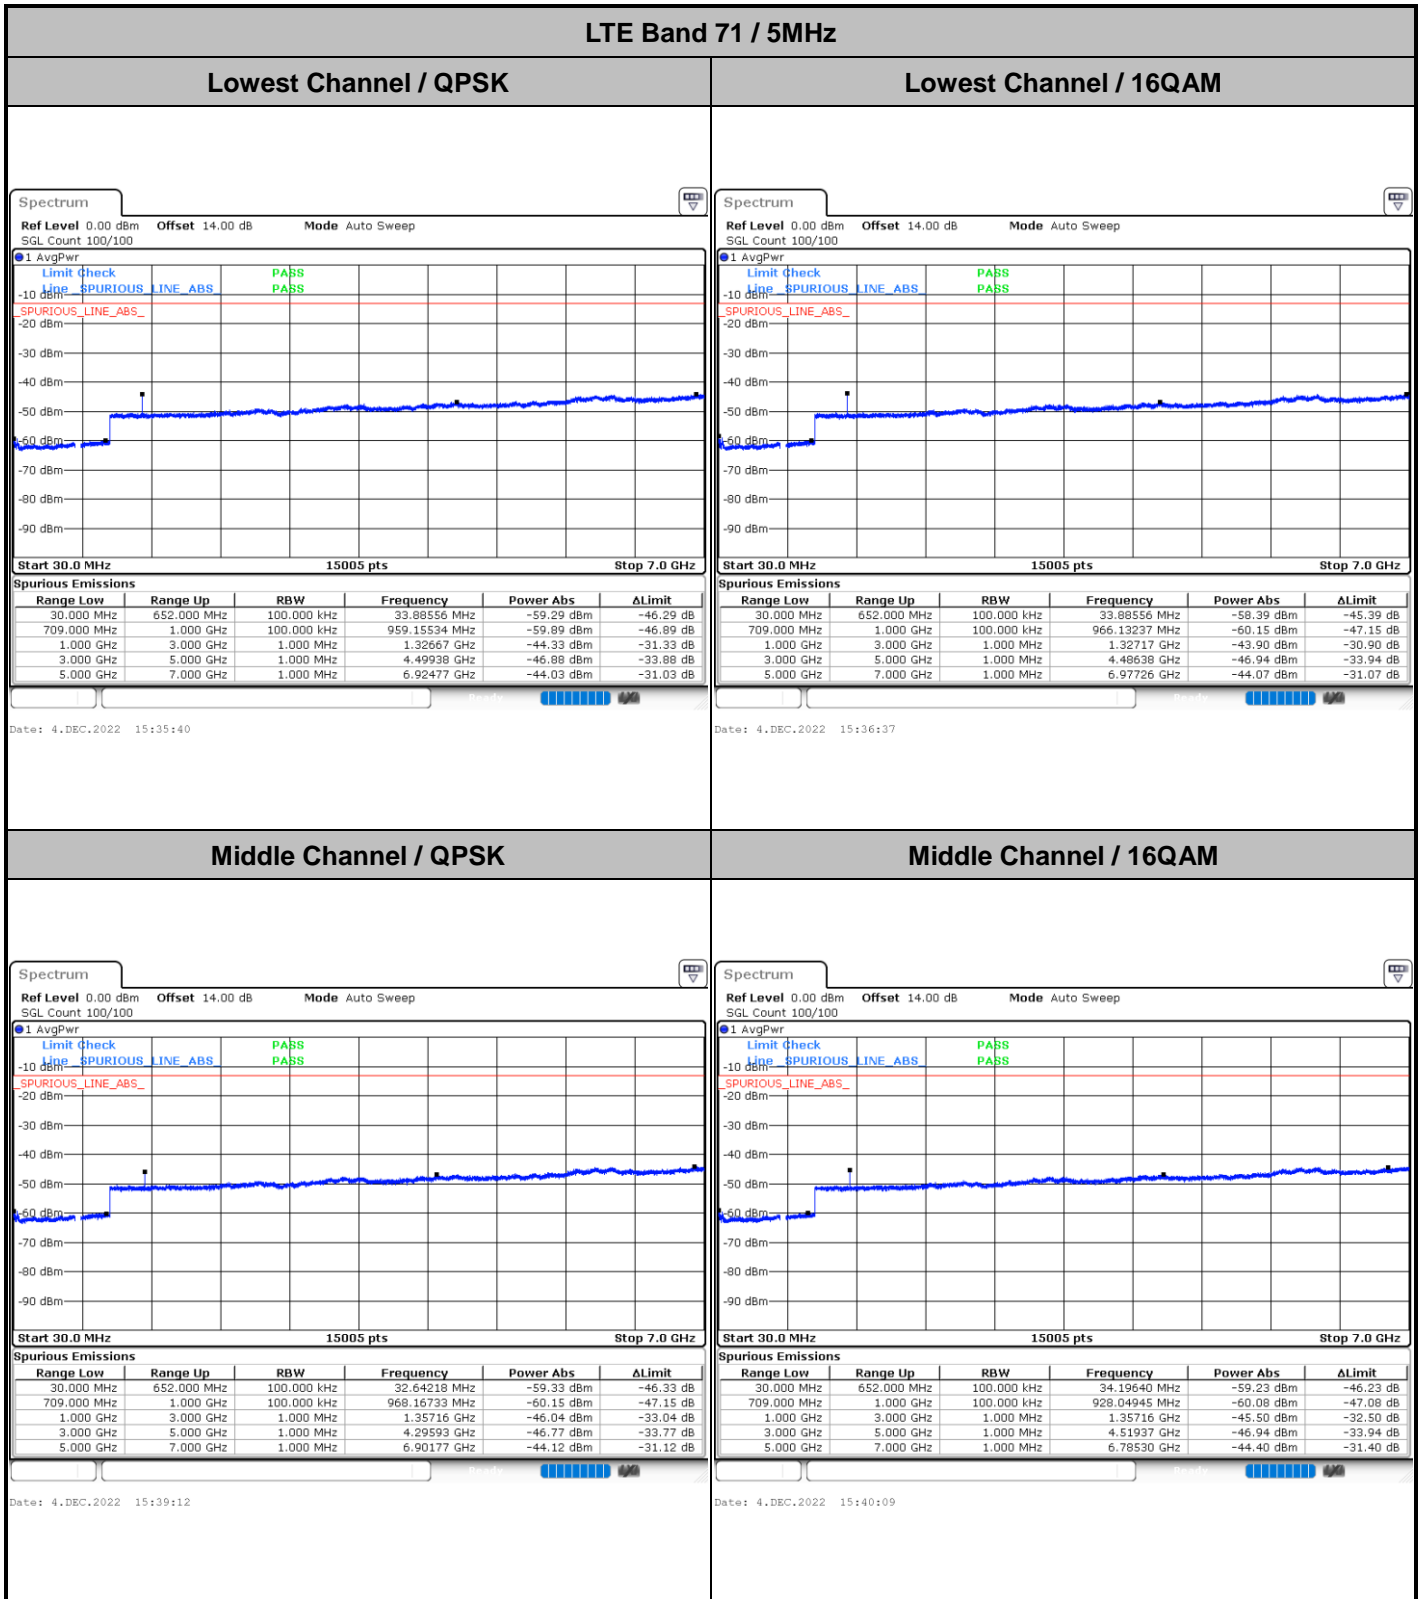 LTE Band 71 / 5MHz
Lowest Channel / QPSK
Lowest Channel / 16QAM
Spectrum
Ref Level 0.00 dBm Offset 14.00 dB Mode Auto Sweep
SGL Count 100/100
1 AvgPwr
Limit Check PASS
Line _SPURIOUS_LINE_ABS_ PASS
-10 dBm
_SPURIOUS_LINE_ABS_
-20 dBm
-30 dBm
-40 dBm
-50 dBm
-60 dBm
-70 dBm
-80 dBm
-90 dBm
Start 30.0 MHz 15005 pts Stop 7.0 GHz
Spurious Emissions
Range Low Range Up RBW Frequency Power Abs ΔLimit
30.000 MHz 652.000 MHz 100.000 kHz 33.88556 MHz -59.29 dBm -46.29 dB
709.000 MHz 1.000 GHz 100.000 kHz 959.15534 MHz -59.89 dBm -46.89 dB
1.000 GHz 3.000 GHz 1.000 MHz 1.32667 GHz -44.33 dBm -31.33 dB
3.000 GHz 5.000 GHz 1.000 MHz 4.49938 GHz -46.88 dBm -33.88 dB
5.000 GHz 7.000 GHz 1.000 MHz 6.92477 GHz -44.03 dBm -31.03 dB
Ready
Date: 4.DEC.2022 15:35:40
Spectrum
Ref Level 0.00 dBm Offset 14.00 dB Mode Auto Sweep
SGL Count 100/100
1 AvgPwr
Limit Check PASS
Line _SPURIOUS_LINE_ABS_ PASS
-10 dBm
_SPURIOUS_LINE_ABS_
-20 dBm
-30 dBm
-40 dBm
-50 dBm
-60 dBm
-70 dBm
-80 dBm
-90 dBm
Start 30.0 MHz 15005 pts Stop 7.0 GHz
Spurious Emissions
Range Low Range Up RBW Frequency Power Abs ΔLimit
30.000 MHz 652.000 MHz 100.000 kHz 33.88556 MHz -58.39 dBm -45.39 dB
709.000 MHz 1.000 GHz 100.000 kHz 966.13237 MHz -60.15 dBm -47.15 dB
1.000 GHz 3.000 GHz 1.000 MHz 1.32717 GHz -43.90 dBm -30.90 dB
3.000 GHz 5.000 GHz 1.000 MHz 4.48638 GHz -46.94 dBm -33.94 dB
5.000 GHz 7.000 GHz 1.000 MHz 6.97726 GHz -44.07 dBm -31.07 dB
Ready
Date: 4.DEC.2022 15:36:37
Middle Channel / QPSK
Middle Channel / 16QAM
Spectrum
Ref Level 0.00 dBm Offset 14.00 dB Mode Auto Sweep
SGL Count 100/100
1 AvgPwr
Limit Check PASS
Line _SPURIOUS_LINE_ABS_ PASS
-10 dBm
_SPURIOUS_LINE_ABS_
-20 dBm
-30 dBm
-40 dBm
-50 dBm
-60 dBm
-70 dBm
-80 dBm
-90 dBm
Start 30.0 MHz 15005 pts Stop 7.0 GHz
Spurious Emissions
Range Low Range Up RBW Frequency Power Abs ΔLimit
30.000 MHz 652.000 MHz 100.000 kHz 32.64218 MHz -59.33 dBm -46.33 dB
709.000 MHz 1.000 GHz 100.000 kHz 968.16733 MHz -60.15 dBm -47.15 dB
1.000 GHz 3.000 GHz 1.000 MHz 1.35716 GHz -46.04 dBm -33.04 dB
3.000 GHz 5.000 GHz 1.000 MHz 4.29593 GHz -46.77 dBm -33.77 dB
5.000 GHz 7.000 GHz 1.000 MHz 6.90177 GHz -44.12 dBm -31.12 dB
Ready
Date: 4.DEC.2022 15:39:12
Spectrum
Ref Level 0.00 dBm Offset 14.00 dB Mode Auto Sweep
SGL Count 100/100
1 AvgPwr
Limit Check PASS
Line _SPURIOUS_LINE_ABS_ PASS
-10 dBm
_SPURIOUS_LINE_ABS_
-20 dBm
-30 dBm
-40 dBm
-50 dBm
-60 dBm
-70 dBm
-80 dBm
-90 dBm
Start 30.0 MHz 15005 pts Stop 7.0 GHz
Spurious Emissions
Range Low Range Up RBW Frequency Power Abs ΔLimit
30.000 MHz 652.000 MHz 100.000 kHz 34.19640 MHz -59.23 dBm -46.23 dB
709.000 MHz 1.000 GHz 100.000 kHz 928.04945 MHz -60.08 dBm -47.08 dB
1.000 GHz 3.000 GHz 1.000 MHz 1.35716 GHz -45.50 dBm -32.50 dB
3.000 GHz 5.000 GHz 1.000 MHz 4.51937 GHz -46.94 dBm -33.94 dB
5.000 GHz 7.000 GHz 1.000 MHz 6.78530 GHz -44.40 dBm -31.40 dB
Ready
Date: 4.DEC.2022 15:40:09